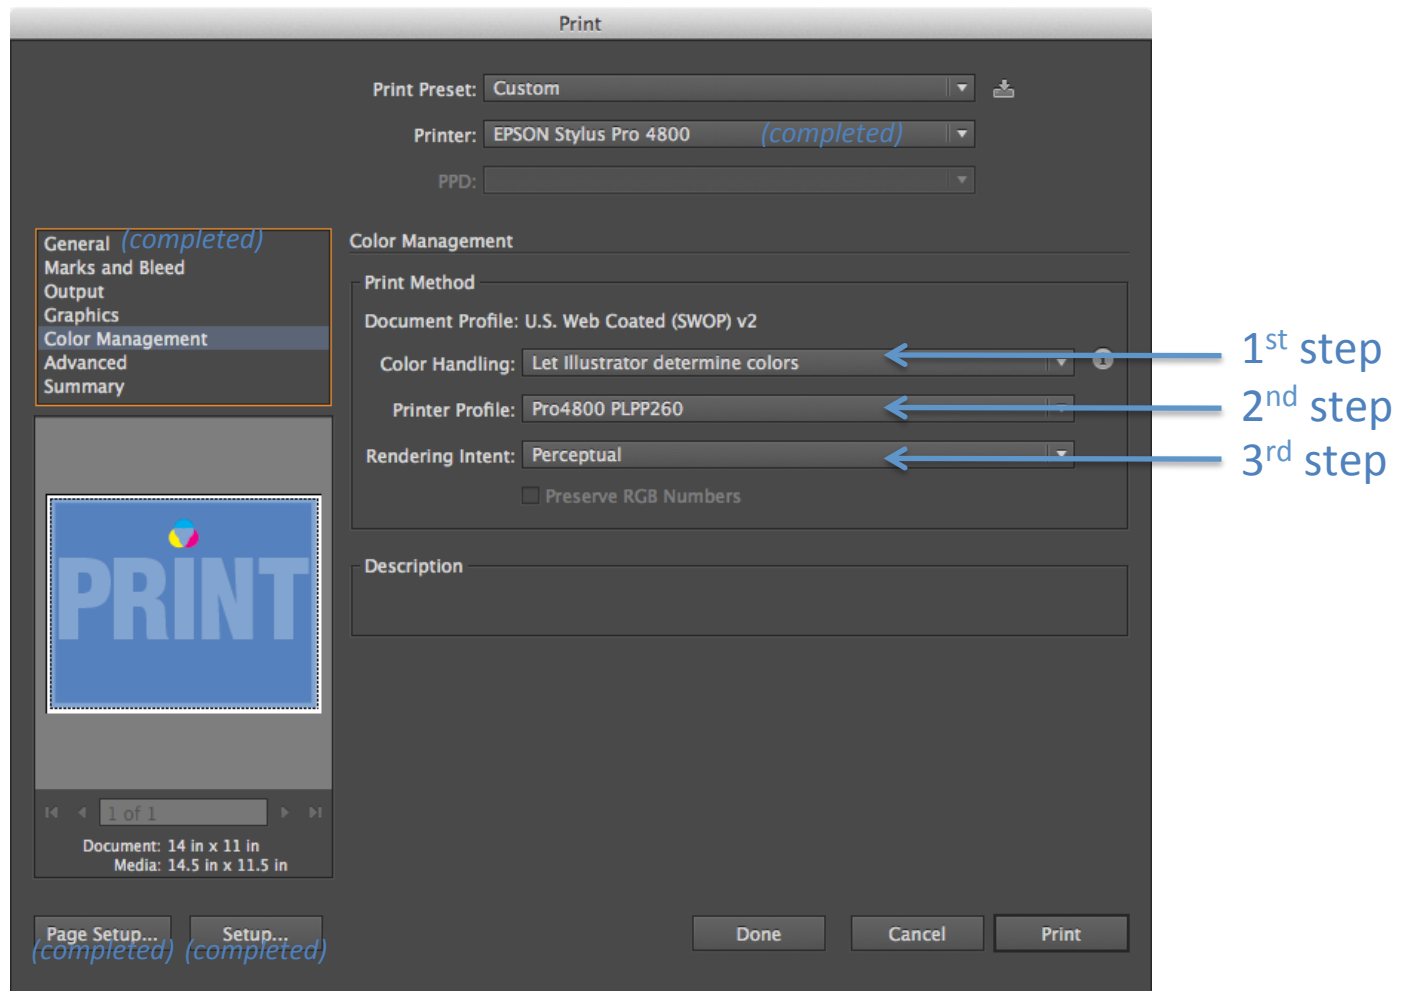 Print
Print Preset: Custom
Printer: EPSON Stylus Pro 4800 (completed)
PPD:
General (completed)
Marks and Bleed
Output
Graphics
Color Management
Advanced
Summary
Color Management
Print Method
Document Profile: U.S. Web Coated (SWOP) v2
Color Handling: Let Illustrator determine colors
1st step
Printer Profile: Pro4800 PLPP260
2nd step
Rendering Intent: Perceptual
3rd step
Preserve RGB Numbers
Description
PRINT
1 of 1
Document: 14 in x 11 in
Media: 14.5 in x 11.5 in
Page Setup... Setup... Done Cancel Print
(completed) (completed)